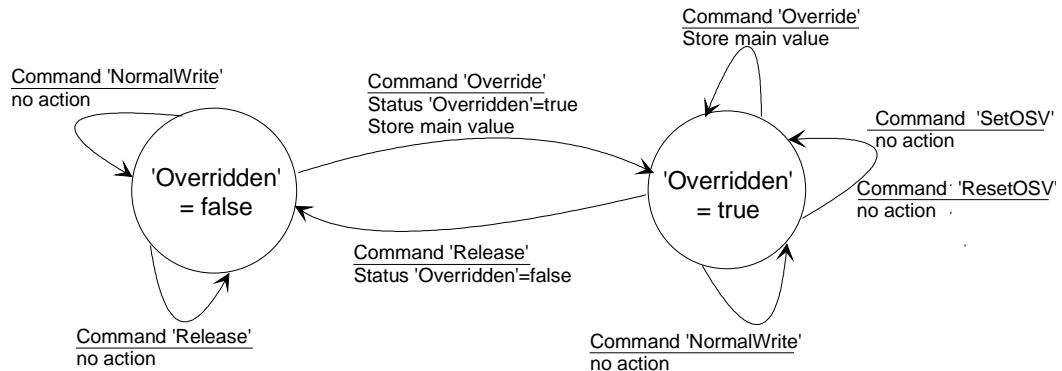 Command 'Override'
Store main value
Command 'NormalWrite'
no action
Command 'Override'
Status 'Overridden'=true
Store main value
Command 'SetOSV'
no action
'Overridden'
= false
'Overridden'
= true
Command 'ResetOSV'
no action
Command 'Release'
Status 'Overridden'=false
Command 'Release'
no action
Command 'NormalWrite'
no action